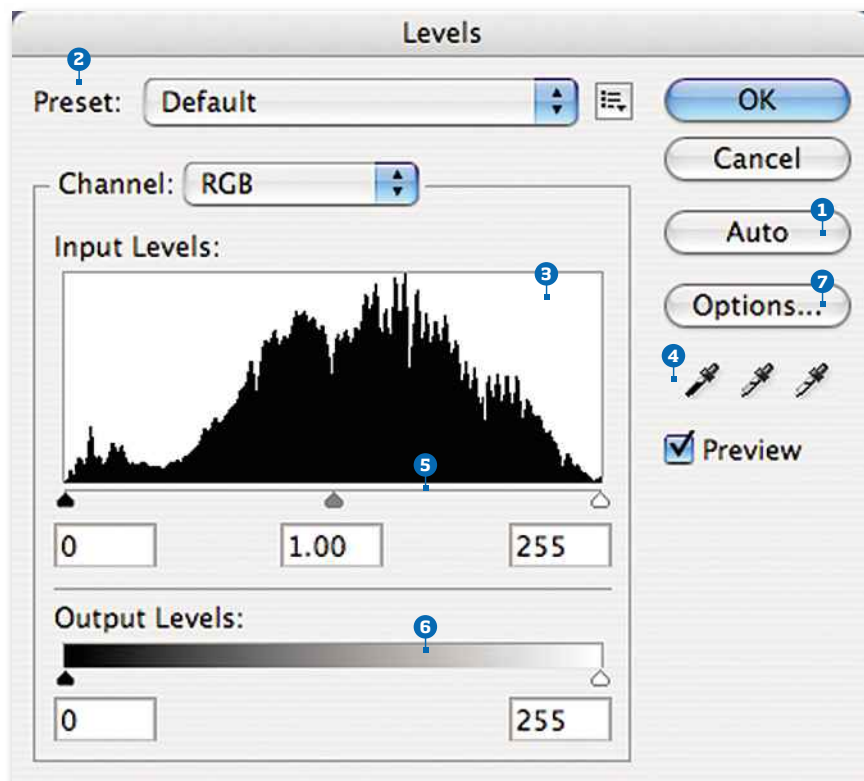 Levels
2
Preset: Default
OK
Cancel
Channel: RGB
1
Auto
Input Levels:
3
7
Options...
4
Preview
5
0 1.00 255
Output Levels:
6
0 255